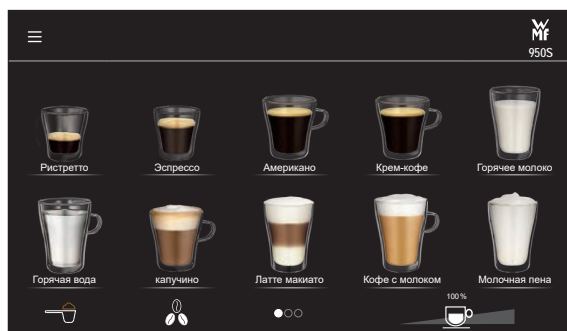 WMF
950S
Ристретто
Эспрессо
Американо
Крем-кофе
Горячее молоко
Горячая вода
капучино
Латте макиато
Кофе с молоком
Молочная пена
100 %